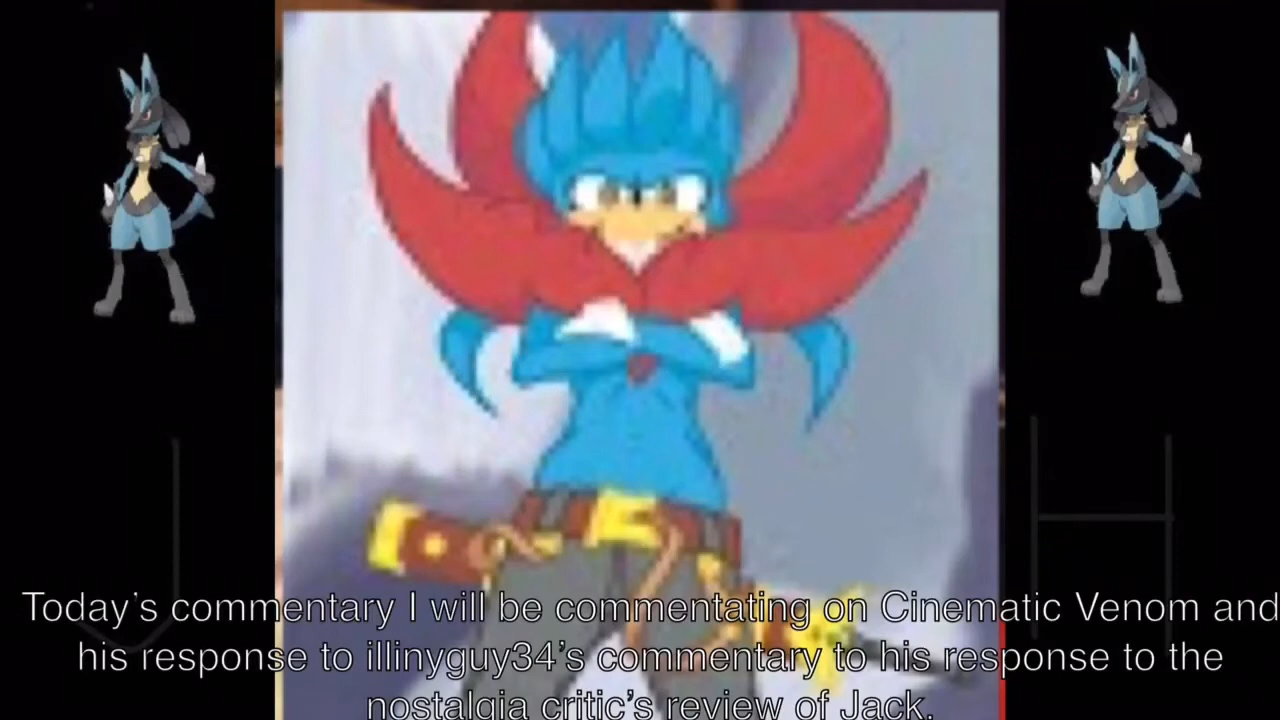 Today's commentary I will be commentating on Cinematic Venom and
his response to illinyguy34's commentary to his response to the
nostalgia critic's review of Jack.